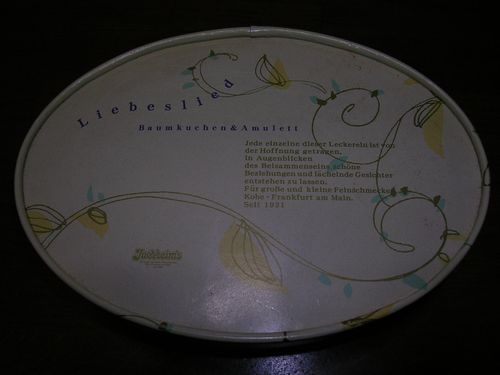 Liebeslied
Baumkuchen & Amulett
Jede einzelne dieser Leckerein ist von
der Hoffnung getragen,
in Augenblicken
des Beisammenseins schöne
Beziehungen und lächelnde Gesichter
entstehen zu lassen.
Für große und kleine Feinschmecker
Kobe - Frankfurt am Main.
Seit 1921
Juchheim's